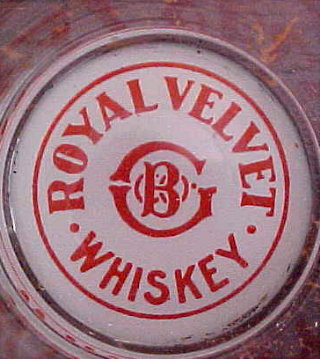 ROYAL VELVET
GB
· WHISKEY ·